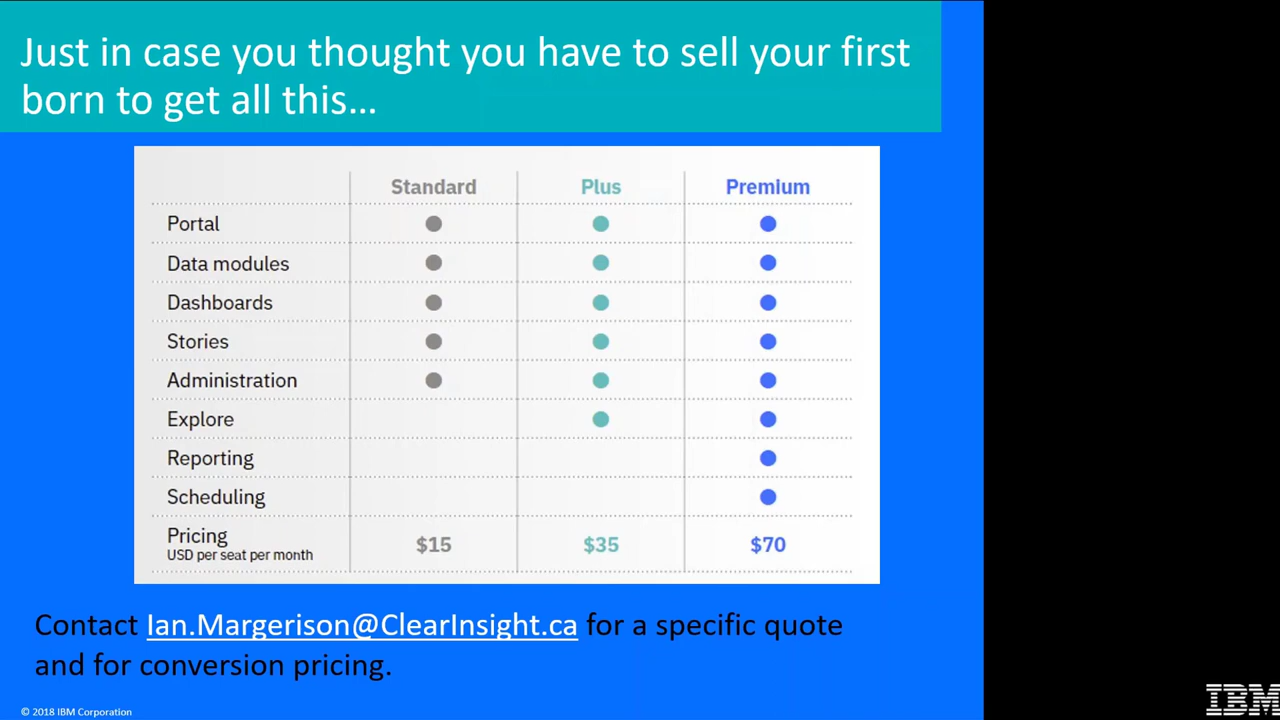 Just in case you thought you have to sell your first
born to get all this…
Standard Plus Premium
Portal
Data modules
Dashboards
Stories
Administration
Explore
Reporting
Scheduling
Pricing
USD per seat per month
$15 $35 $70
Contact Ian.Margerison@ClearInsight.ca for a specific quote
and for conversion pricing.
© 2018 IBM Corporation
IBM